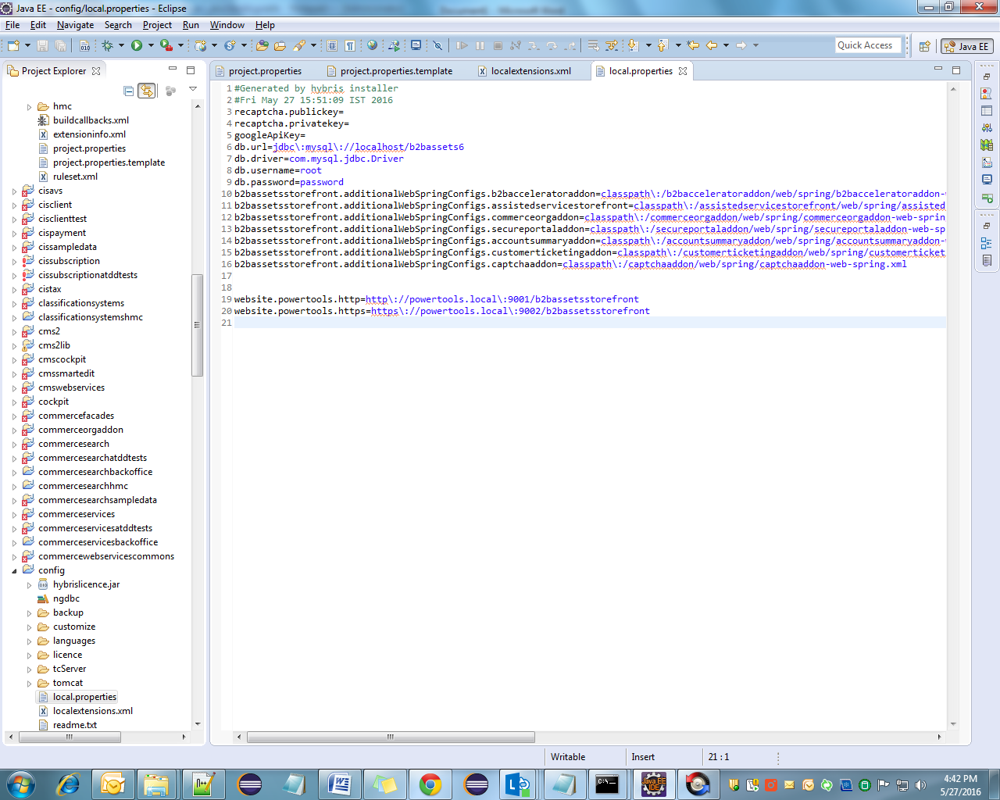 Java EE - config/local.properties - Eclipse
File Edit Navigate Search Project Run Window Help
Quick Access
Java EE
Project Explorer
hmc
buildcallbacks.xml
extensioninfo.xml
project.properties
project.properties.template
ruleset.xml
cisavs
cisclient
cisclienttest
cispayment
cissampledata
cissubscription
cissubscriptionatddtests
cistax
classificationsystems
classificationsystemshmc
cms2
cms2lib
cmscockpit
cmssmartedit
cmswebservices
cockpit
commercefacades
commerceorgaddon
commercesearch
commercesearchatddtests
commercesearchbackoffice
commercesearchhmc
commercesearchsampledata
commerceservices
commerceservicesatddtests
commerceservicesbackoffice
commercewebservicescommons
config
hybrislicence.jar
ngdbc
backup
customize
languages
licence
tcServer
tomcat
local.properties
localextensions.xml
readme.txt
project.properties project.properties.template localextensions.xml local.properties
1 #Generated by hybris installer
2 #Fri May 27 15:51:09 IST 2016
3 recaptcha.publickey=
4 recaptcha.privatekey=
5 googleApiKey=
6 db.url=jdbc\:mysql\://localhost/b2bassets6
7 db.driver=com.mysql.jdbc.Driver
8 db.username=root
9 db.password=password
10 b2bassetsstorefront.additionalWebSpringConfigs.b2bacceleratoraddon=classpath\:/b2bacceleratoraddon/web/spring/b2bacceleratoraddon-
11 b2bassetsstorefront.additionalWebSpringConfigs.assistedservicestorefront=classpath\:/assistedservicestorefront/web/spring/assisted
12 b2bassetsstorefront.additionalWebSpringConfigs.commerceorgaddon=classpath\:/commerceorgaddon/web/spring/commerceorgaddon-web-sprin
13 b2bassetsstorefront.additionalWebSpringConfigs.secureportaladdon=classpath\:/secureportaladdon/web/spring/secureportaladdon-web-sp
14 b2bassetsstorefront.additionalWebSpringConfigs.accountsummaryaddon=classpath\:/accountsummaryaddon/web/spring/accountsummaryaddon-
15 b2bassetsstorefront.additionalWebSpringConfigs.customerticketingaddon=classpath\:/customerticketingaddon/web/spring/customerticket
16 b2bassetsstorefront.additionalWebSpringConfigs.captchaaddon=classpath\:/captchaaddon/web/spring/captchaaddon-web-spring.xml
17
18
19 website.powertools.http=http\://powertools.local\:9001/b2bassetsstorefront
20 website.powertools.https=https\://powertools.local\:9002/b2bassetsstorefront
21
Writable Insert 21 : 1
4:42 PM
5/27/2016